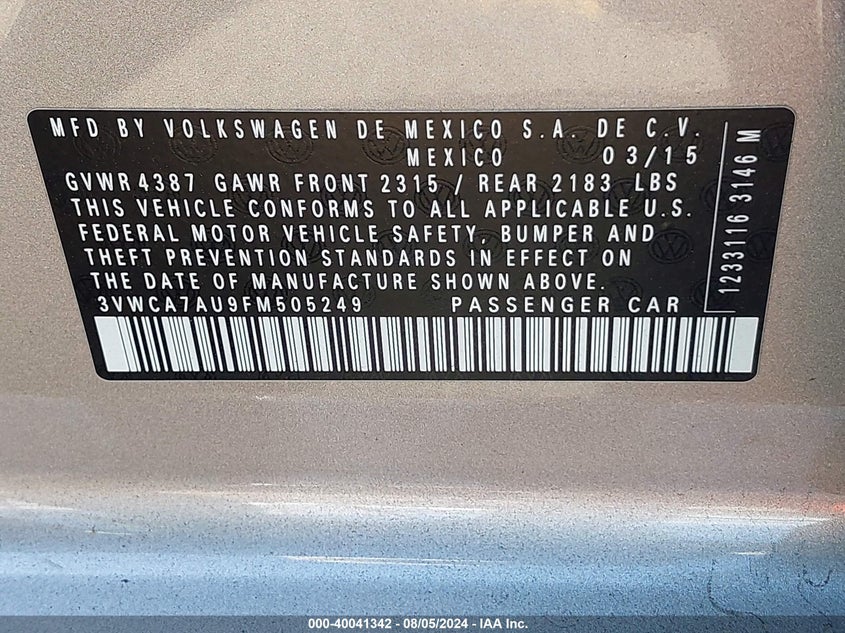 MFD BY VOLKSWAGEN DE MEXICO S.A. DE C.V.
MEXICO 03/15
GVWR 4387 GAWR FRONT 2315 / REAR 2183 LBS
THIS VEHICLE CONFORMS TO ALL APPLICABLE U.S.
FEDERAL MOTOR VEHICLE SAFETY, BUMPER AND
THEFT PREVENTION STANDARDS IN EFFECT ON
THE DATE OF MANUFACTURE SHOWN ABOVE.
3VWCA7AU9FM505249 PASSENGER CAR
1233116 3146 M
000-40041342 - 08/05/2024 - IAA Inc.